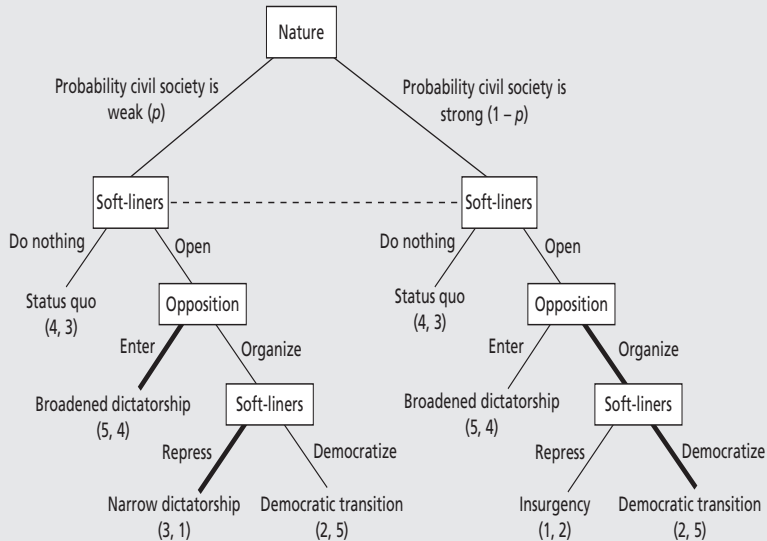 Nature
Probability civil society is
weak (p)
Probability civil society is
strong (1 – p)
Soft-liners
Soft-liners
Do nothing
Open
Do nothing
Open
Status quo
(4, 3)
Opposition
Status quo
(4, 3)
Opposition
Enter
Organize
Enter
Organize
Broadened dictatorship
(5, 4)
Soft-liners
Broadened dictatorship
(5, 4)
Soft-liners
Repress
Democratize
Repress
Democratize
Narrow dictatorship
(3, 1)
Democratic transition
(2, 5)
Insurgency
(1, 2)
Democratic transition
(2, 5)